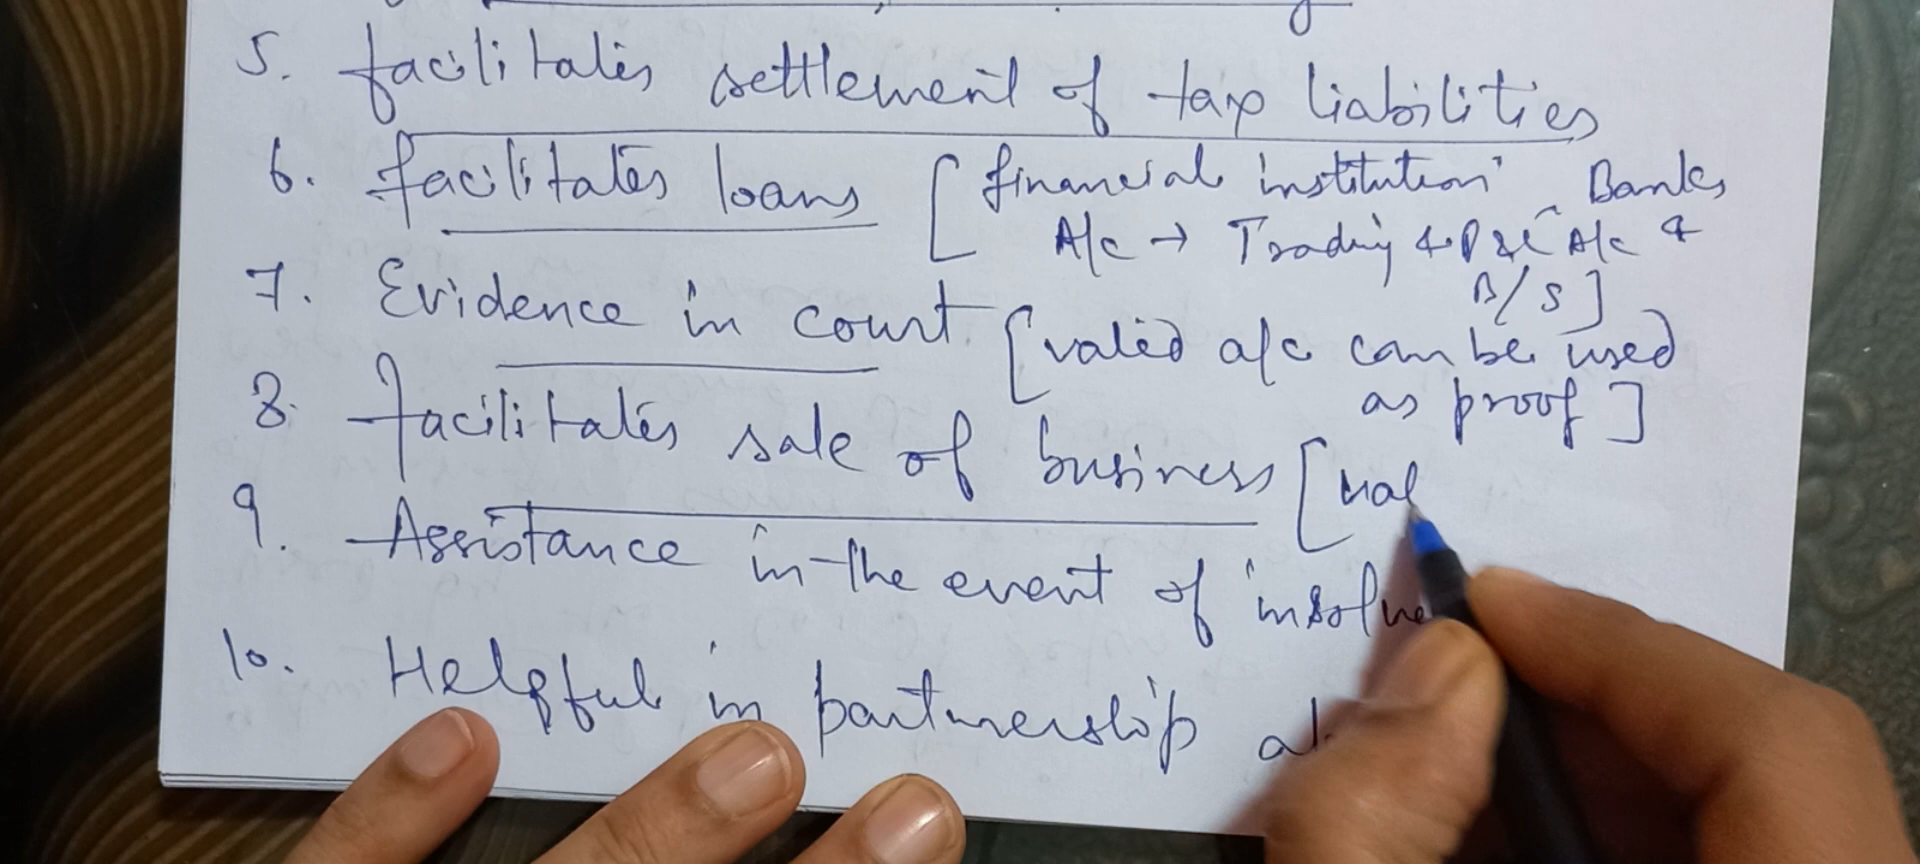 5. facilitates settlement of tax liabilities
6. facilitates loans [financial institution Banks
A/c → Trading & P & L A/c &
B/S]
7. Evidence in court [valid a/c can be used
as proof]
8. facilitates sale of business [
9. Assistance in the event of
10. Helpful in partnership